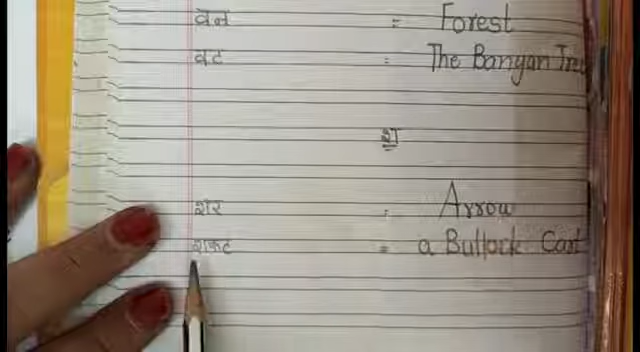 वन = Forest
वट : The Banyan Tree
श
शर : Arrow
शकट = a Bullock Cart